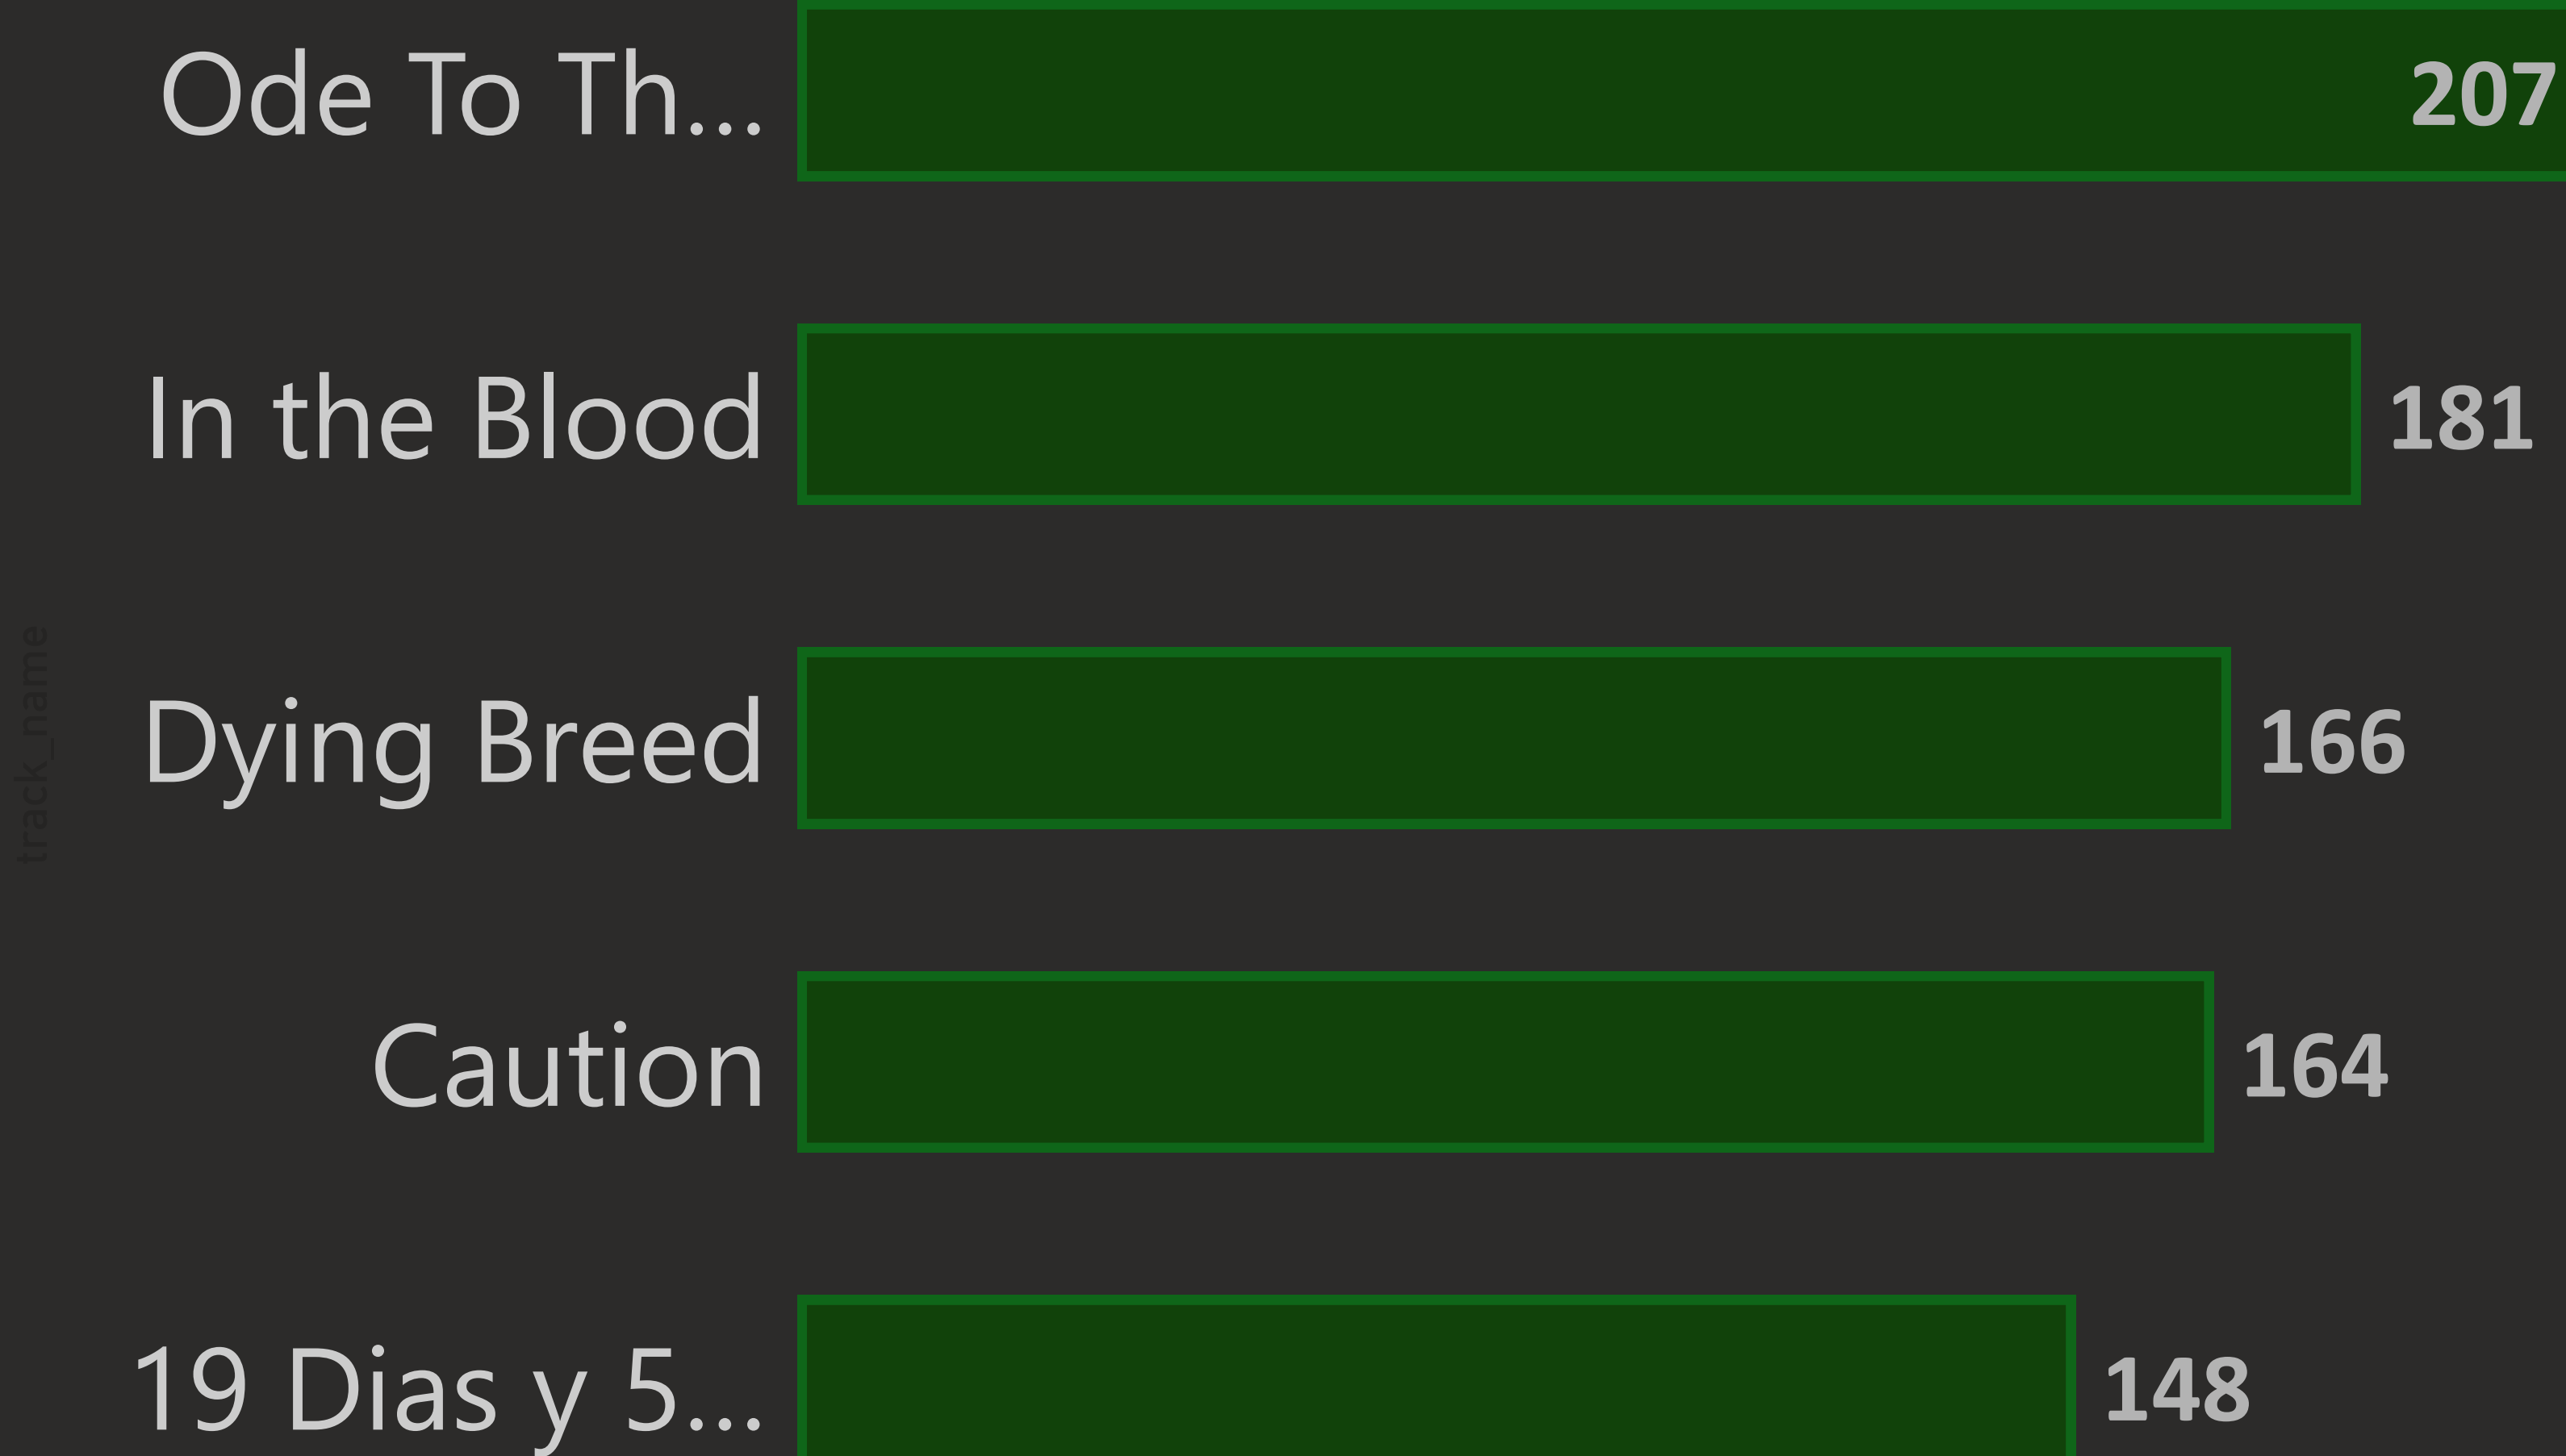 Ode To Th... 207
In the Blood 181
Dying Breed 166
track_name
Caution 164
19 Dias y 5... 148